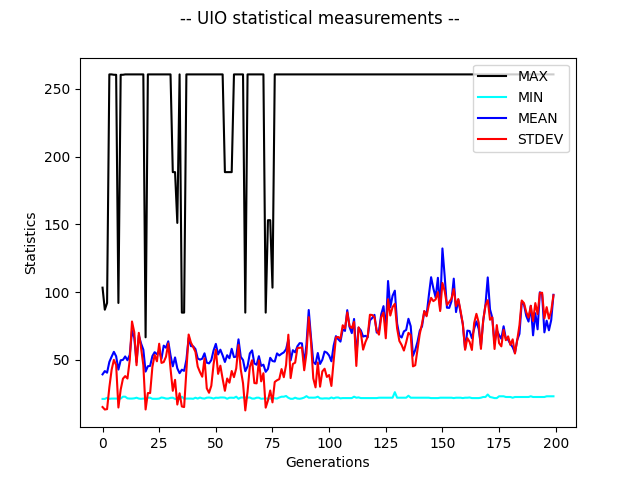 -- UIO statistical measurements --
MAX
MIN
MEAN
STDEV
250
200
150
100
50
Statistics
0
25
50
75
100
125
150
175
200
Generations